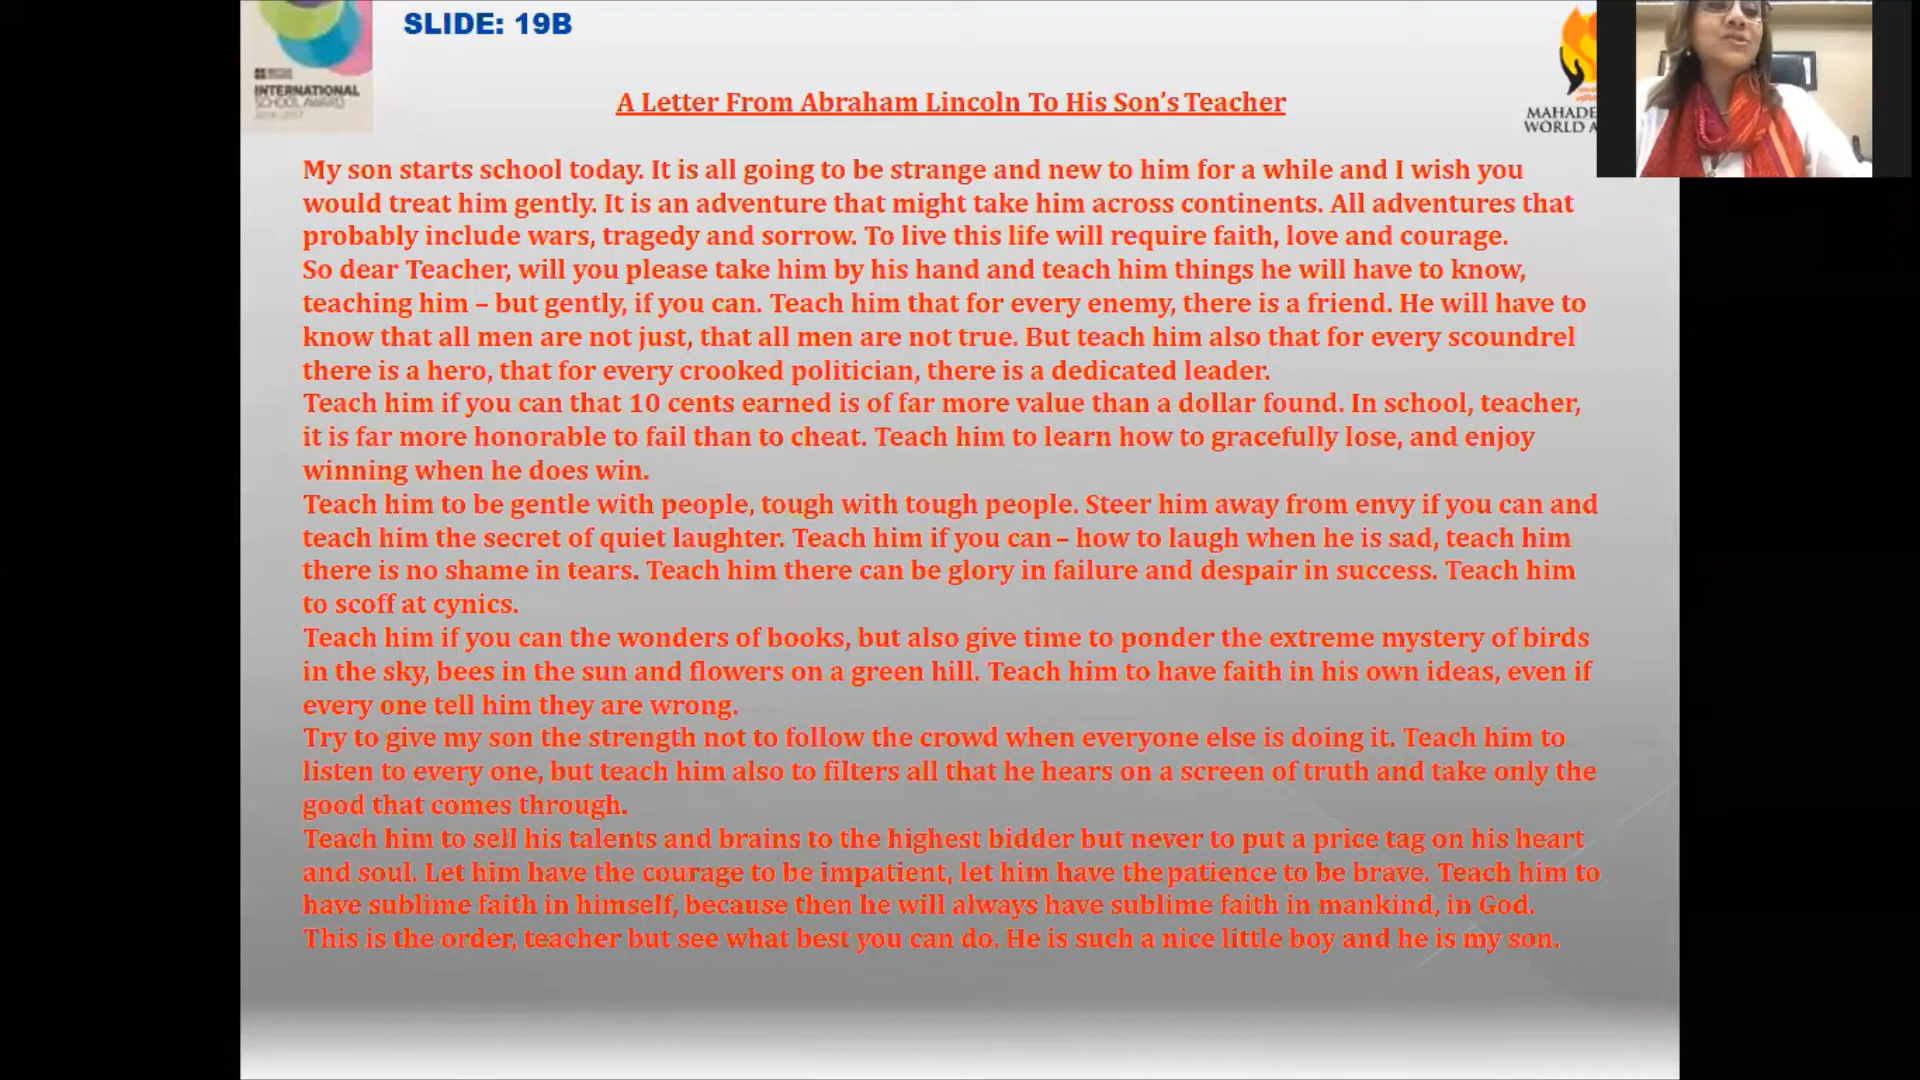 SLIDE: 19B
INTERNATIONAL
SCHOOL AWARD
A Letter From Abraham Lincoln To His Son's Teacher
MAHADE
WORLD A
My son starts school today. It is all going to be strange and new to him for a while and I wish you
would treat him gently. It is an adventure that might take him across continents. All adventures that
probably include wars, tragedy and sorrow. To live this life will require faith, love and courage.
So dear Teacher, will you please take him by his hand and teach him things he will have to know,
teaching him – but gently, if you can. Teach him that for every enemy, there is a friend. He will have to
know that all men are not just, that all men are not true. But teach him also that for every scoundrel
there is a hero, that for every crooked politician, there is a dedicated leader.
Teach him if you can that 10 cents earned is of far more value than a dollar found. In school, teacher,
it is far more honorable to fail than to cheat. Teach him to learn how to gracefully lose, and enjoy
winning when he does win.
Teach him to be gentle with people, tough with tough people. Steer him away from envy if you can and
teach him the secret of quiet laughter. Teach him if you can – how to laugh when he is sad, teach him
there is no shame in tears. Teach him there can be glory in failure and despair in success. Teach him
to scoff at cynics.
Teach him if you can the wonders of books, but also give time to ponder the extreme mystery of birds
in the sky, bees in the sun and flowers on a green hill. Teach him to have faith in his own ideas, even if
every one tell him they are wrong.
Try to give my son the strength not to follow the crowd when everyone else is doing it. Teach him to
listen to every one, but teach him also to filters all that he hears on a screen of truth and take only the
good that comes through.
Teach him to sell his talents and brains to the highest bidder but never to put a price tag on his heart
and soul. Let him have the courage to be impatient, let him have the patience to be brave. Teach him to
have sublime faith in himself, because then he will always have sublime faith in mankind, in God.
This is the order, teacher but see what best you can do. He is such a nice little boy and he is my son.